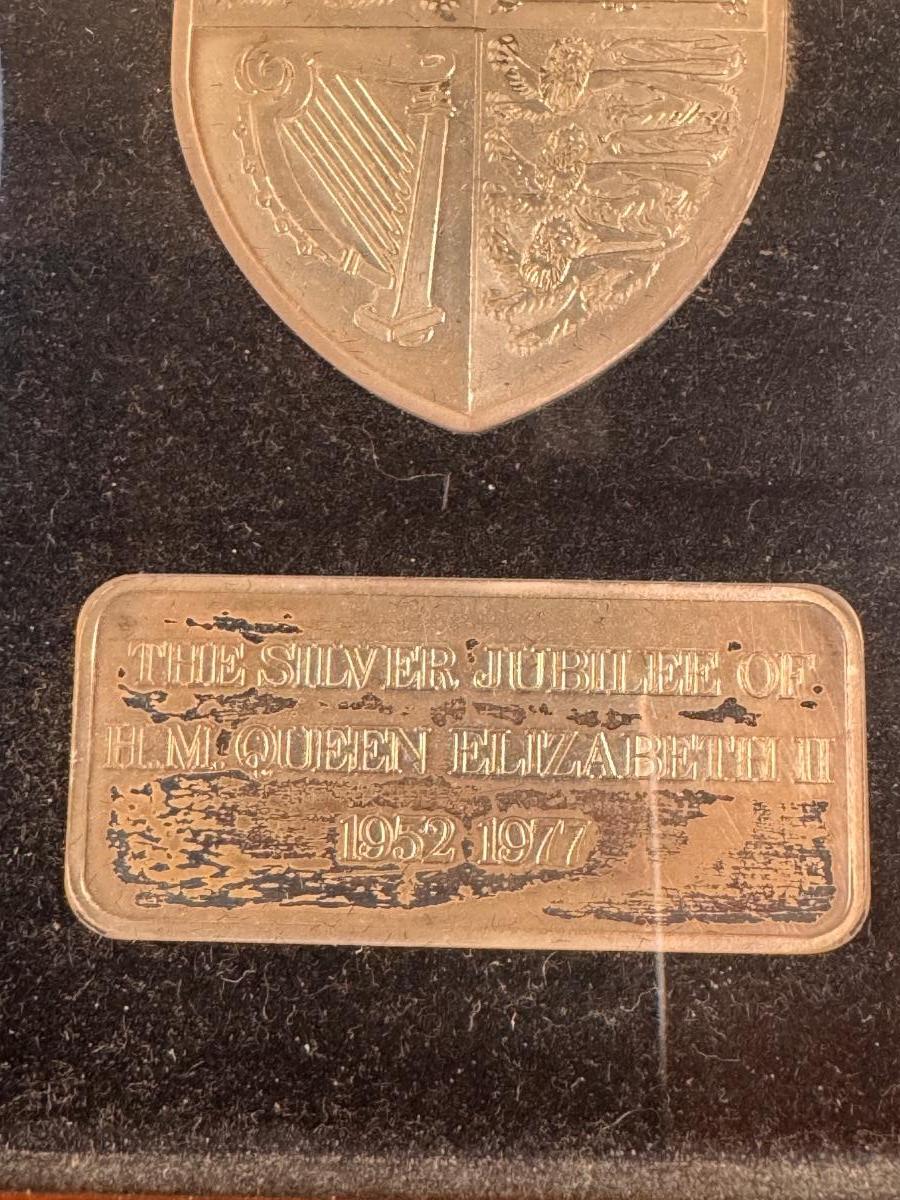 THE SILVER JUBILEE OF
H.M. QUEEN ELIZABETH II
1952 1977